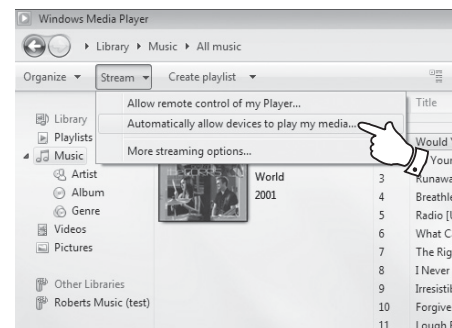 Windows Media Player
Library Music All music
Organize Stream Create playlist
Allow remote control of my Player...
Automatically allow devices to play my media...
More streaming options...
Title
Library
Playlists
Music
Artist
Album
Genre
Videos
Pictures
Other Libraries
Roberts Music (test)
World
2001
Would
Your
3
4 Breathle
5 Radio [
6 What C
7 The Rig
8 I Never
9 Irresistib
10 Forgive
11 Lough